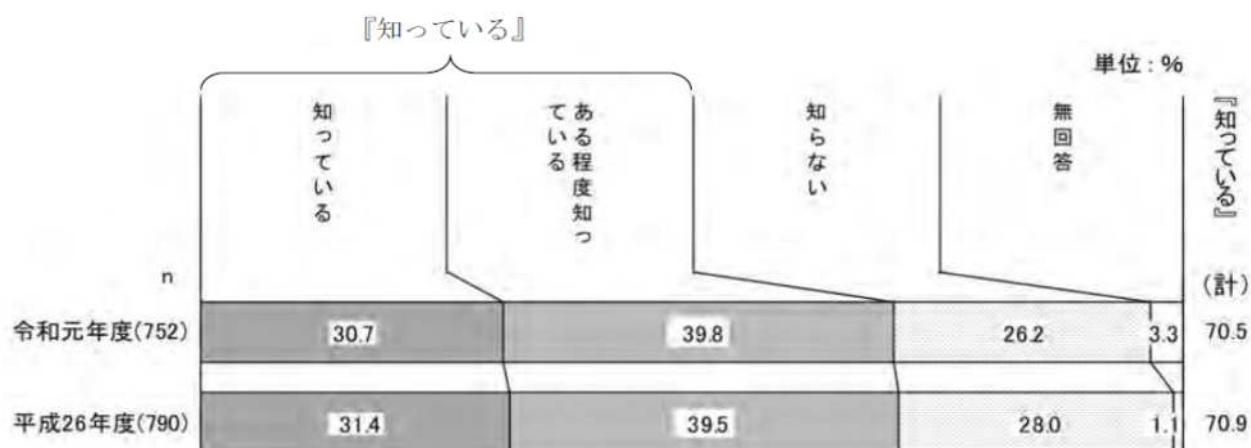 『知っている』
単位：%
知っている
ある程度知っ
ている
知らない
無回答
『知っている』
n
(計)
令和元年度(752) 30.7 39.8 26.2 3.3 70.5
平成26年度(790) 31.4 39.5 28.0 1.1 70.9